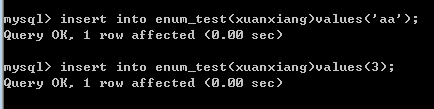 mysql> insert into enum_test(xuanxiang)values('aa');
Query OK, 1 row affected (0.00 sec)
mysql> insert into enum_test(xuanxiang)values(3);
Query OK, 1 row affected (0.00 sec)